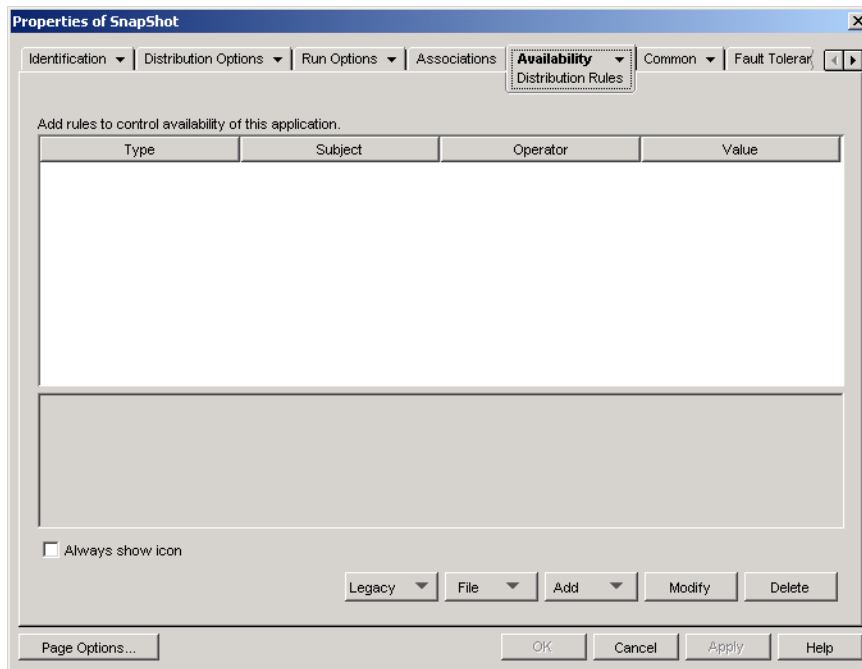 Properties of SnapShot
Identification Distribution Options Run Options Associations Availability Common Fault
Distribution Rules
Add rules to control availability of this application.
Type Subject Operator Value
Always show icon
Legacy File Add Modify Delete
Page Options... OK Cancel Apply Help